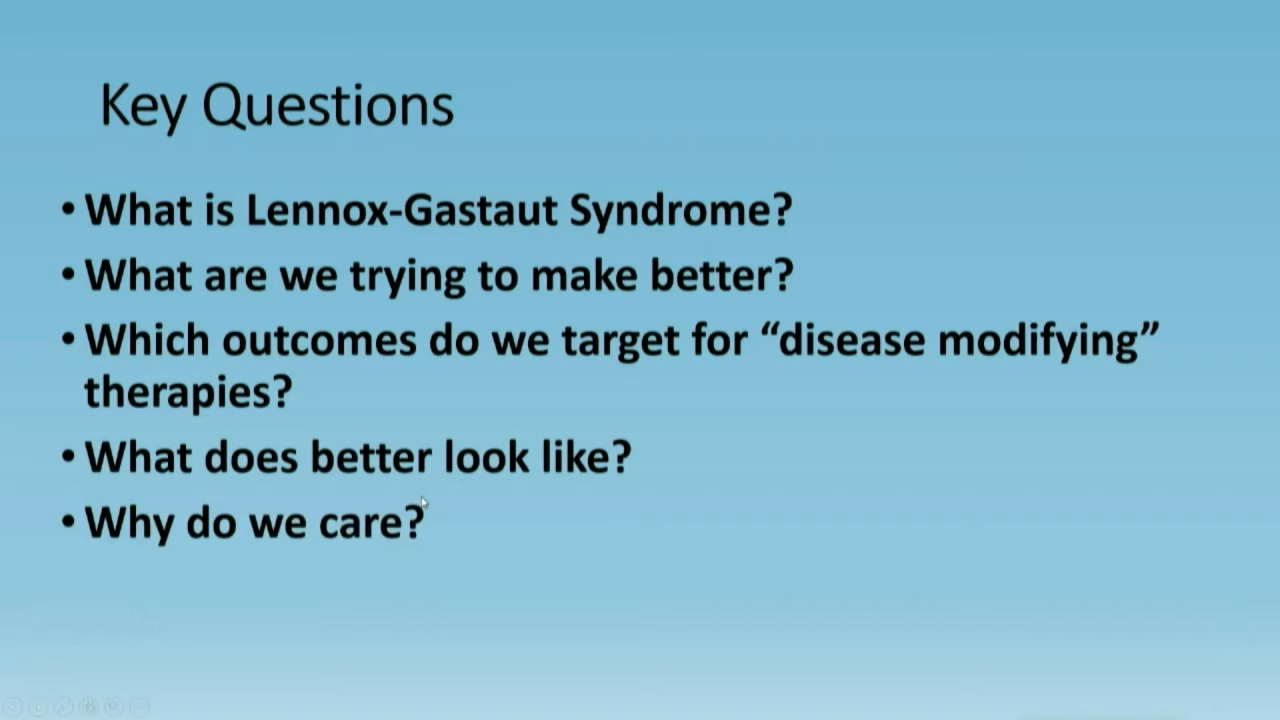 Key Questions
• What is Lennox-Gastaut Syndrome?
• What are we trying to make better?
• Which outcomes do we target for “disease modifying”
therapies?
• What does better look like?
• Why do we care?